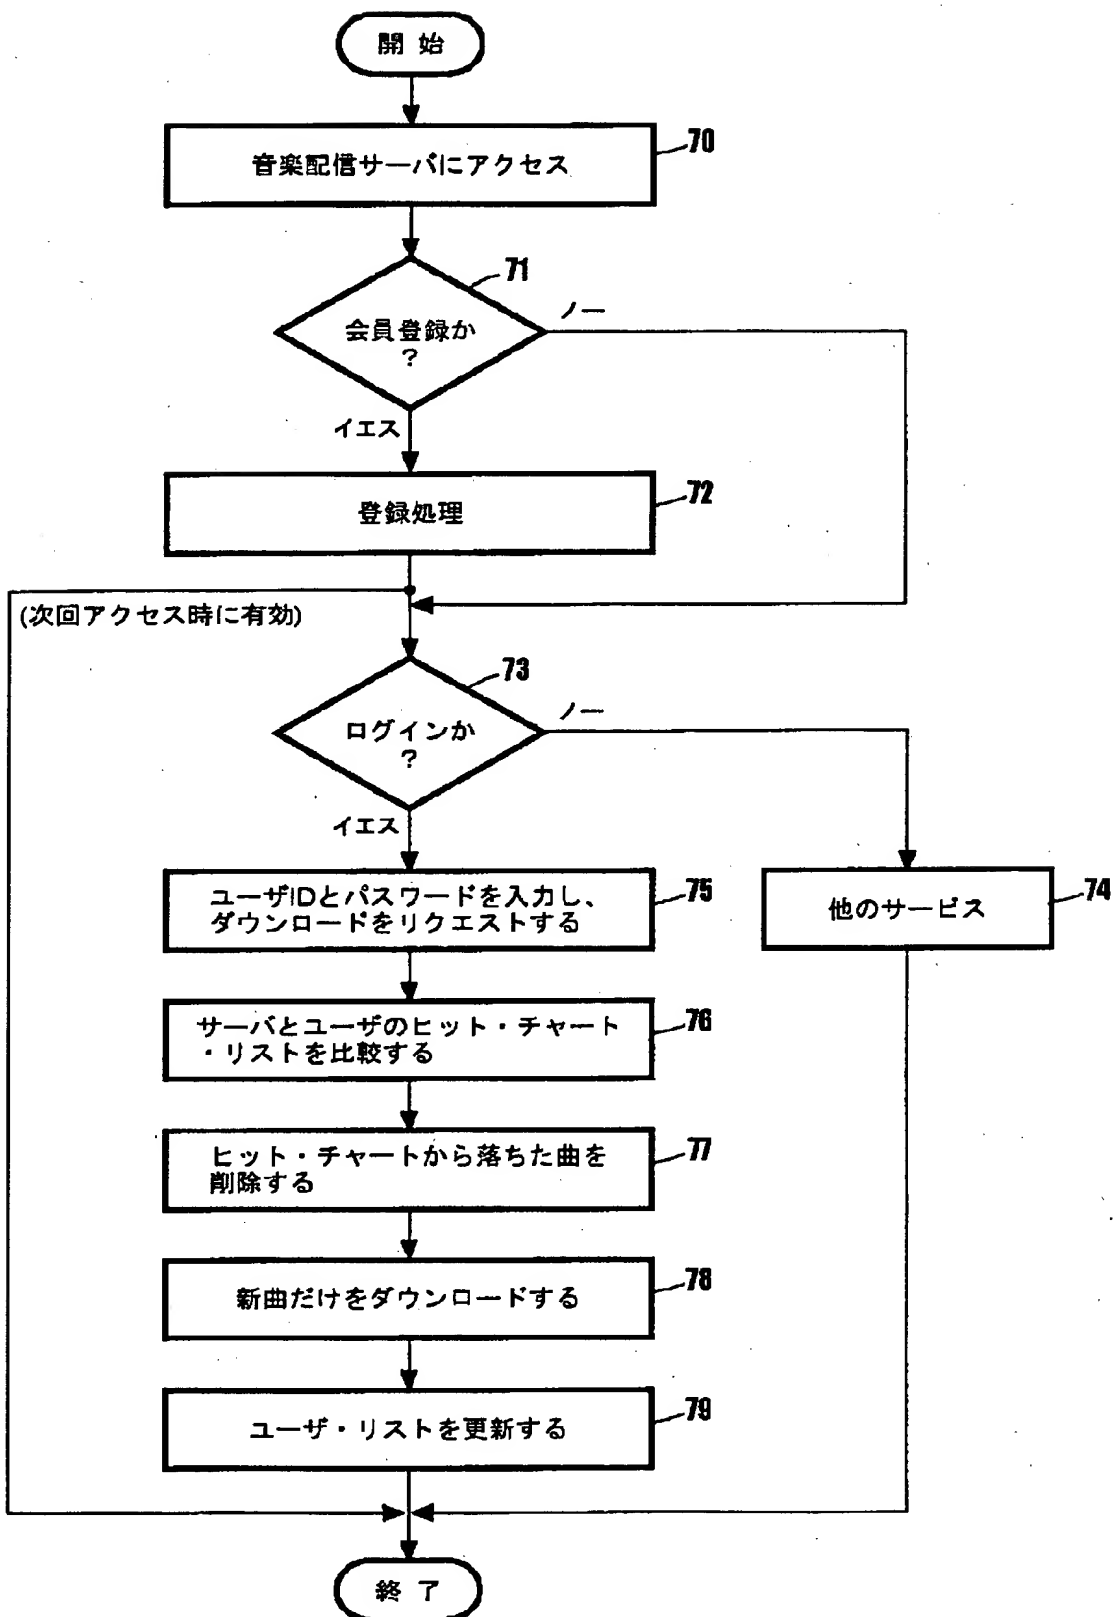 開始
音楽配信サーバにアクセス
70
71
会員登録か
?
ノー
イエス
登録処理
72
(次回アクセス時に有効)
73
ログインか
?
ノー
イエス
ユーザIDとパスワードを入力し、
ダウンロードをリクエストする
75
他のサービス
74
サーバとユーザのヒット・チャート
・リストを比較する
76
ヒット・チャートから落ちた曲を
削除する
77
新曲だけをダウンロードする
78
ユーザ・リストを更新する
79
終了